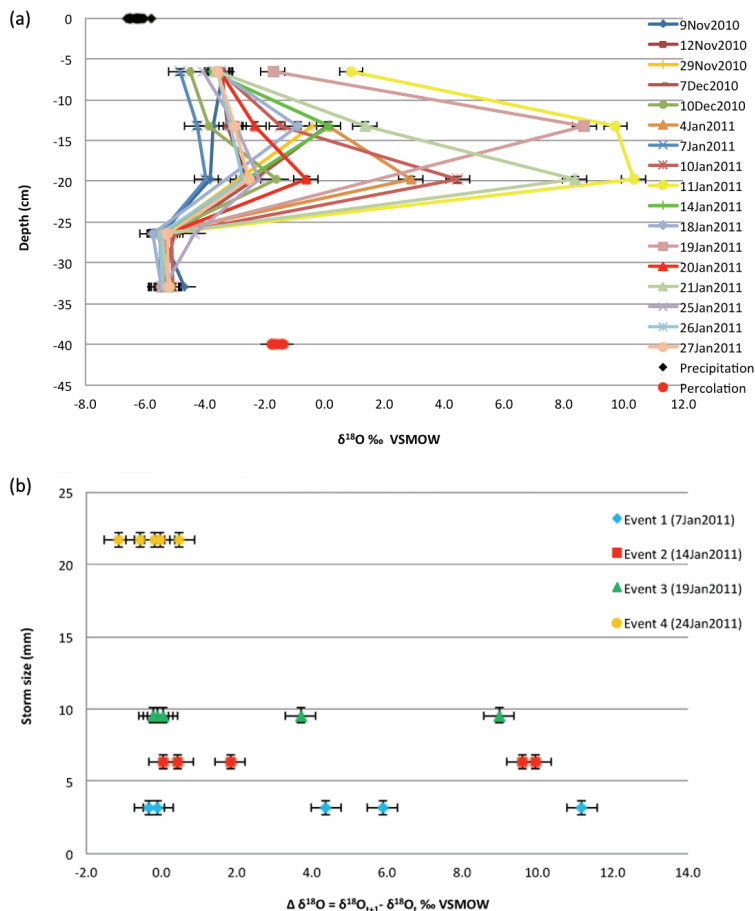 (a)
0
-5
-10
-15
-20
-25
-30
-35
-40
-45
Depth (cm)
-8.0 -6.0 -4.0 -2.0 0.0 2.0 4.0 6.0 8.0 10.0 12.0
δ18O ‰ VSMOW
9Nov2010
12Nov2010
29Nov2010
7Dec2010
10Dec2010
4Jan2011
7Jan2011
10Jan2011
11Jan2011
14Jan2011
18Jan2011
19Jan2011
20Jan2011
21Jan2011
25Jan2011
26Jan2011
27Jan2011
Precipitation
Percolation
(b)
25
20
15
10
5
0
Storm size (mm)
-2.0 0.0 2.0 4.0 6.0 8.0 10.0 12.0 14.0
Δ δ18O = δ18Ot+1- δ18Ot, ‰ VSMOW
Event 1 (7Jan2011)
Event 2 (14Jan2011)
Event 3 (19Jan2011)
Event 4 (24Jan2011)